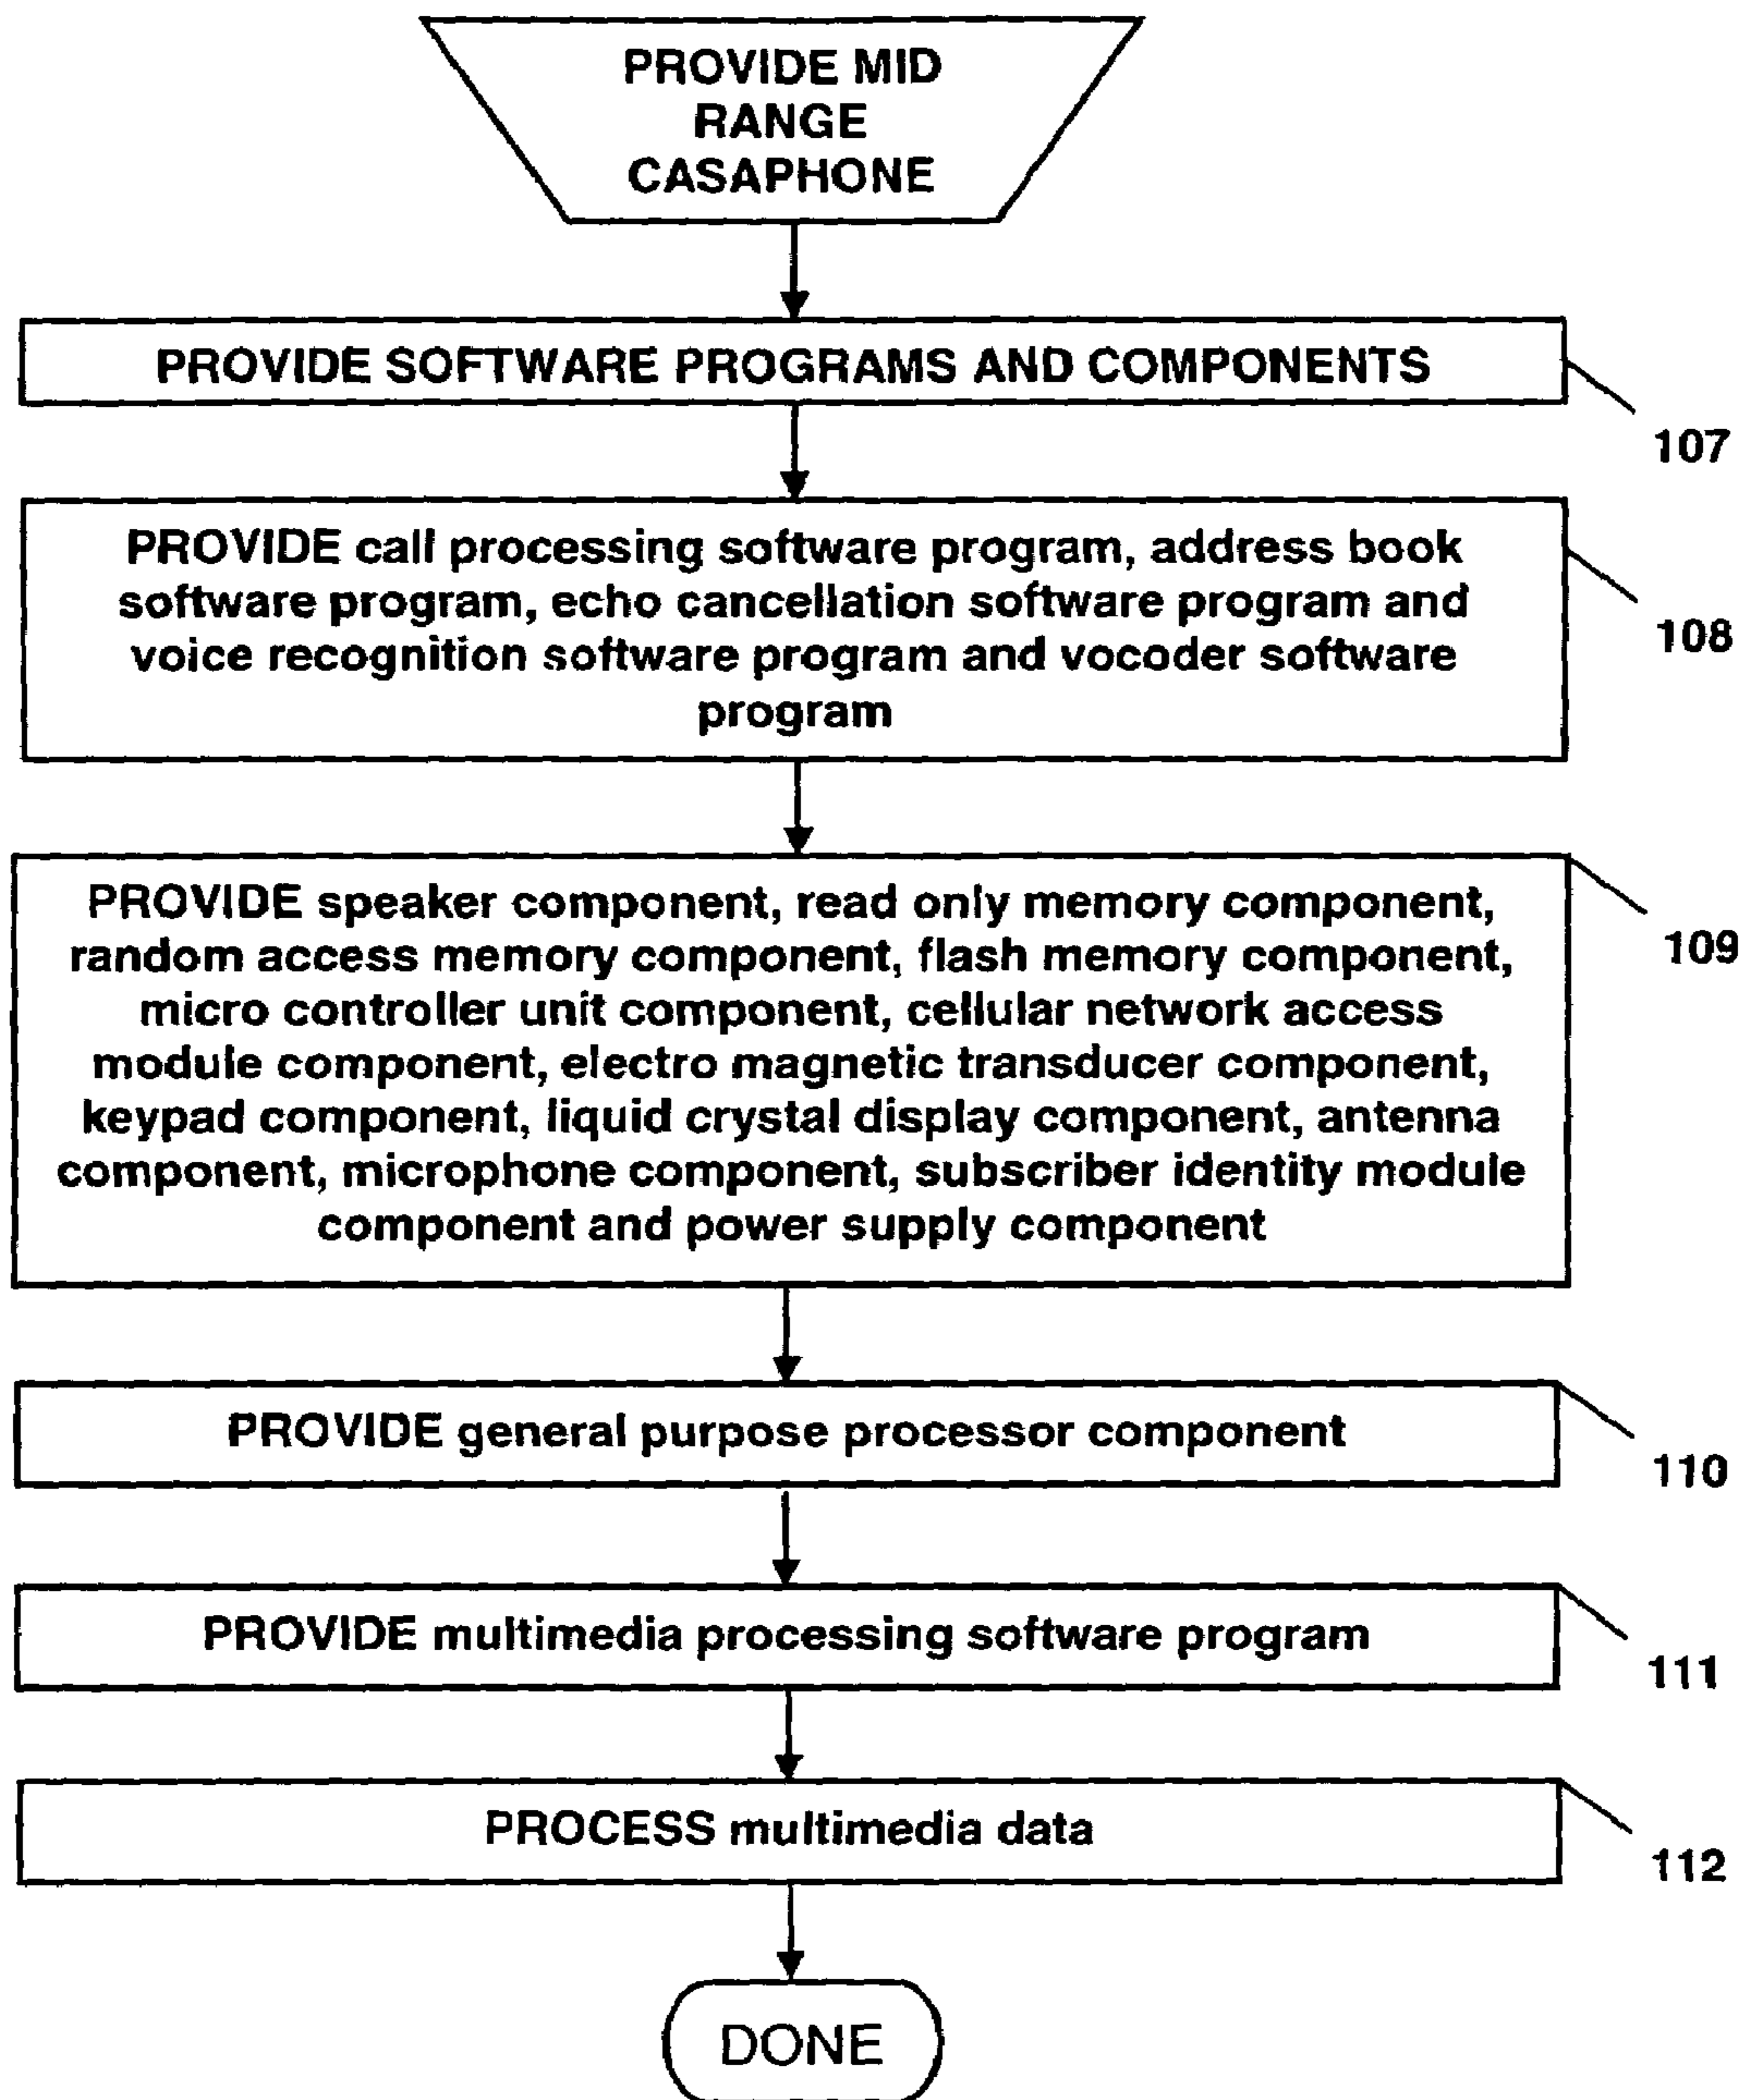 PROVIDE MID
RANGE
CASAPHONE
PROVIDE SOFTWARE PROGRAMS AND COMPONENTS
107
PROVIDE call processing software program, address book
software program, echo cancellation software program and
voice recognition software program and vocoder software
program
108
PROVIDE speaker component, read only memory component,
random access memory component, flash memory component,
micro controller unit component, cellular network access
module component, electro magnetic transducer component,
keypad component, liquid crystal display component, antenna
component, microphone component, subscriber identity module
component and power supply component
109
PROVIDE general purpose processor component
110
PROVIDE multimedia processing software program
111
PROCESS multimedia data
112
DONE